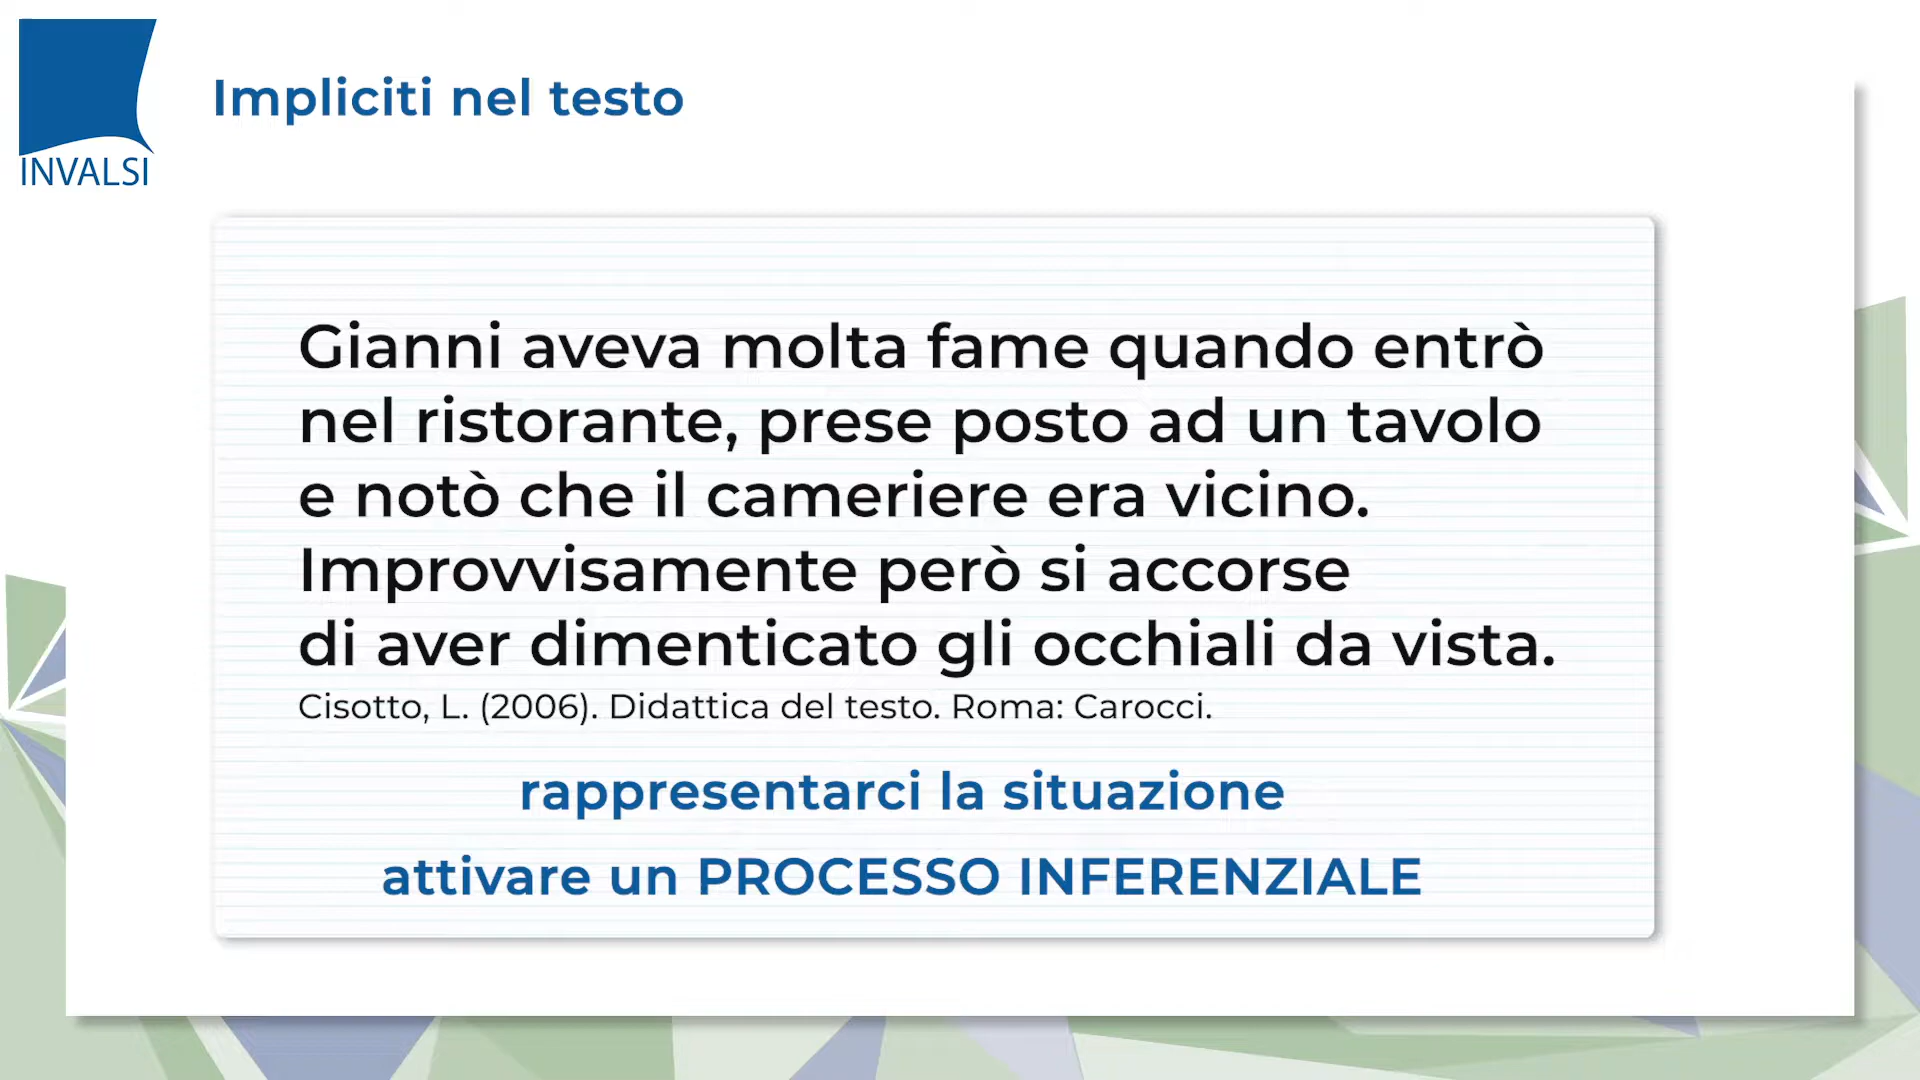 INVALSI
Impliciti nel testo
Gianni aveva molta fame quando entrò
nel ristorante, prese posto ad un tavolo
e notò che il cameriere era vicino.
Improvvisamente però si accorse
di aver dimenticato gli occhiali da vista.
Cisotto, L. (2006). Didattica del testo. Roma: Carocci.
rappresentarci la situazione
attivare un PROCESSO INFERENZIALE